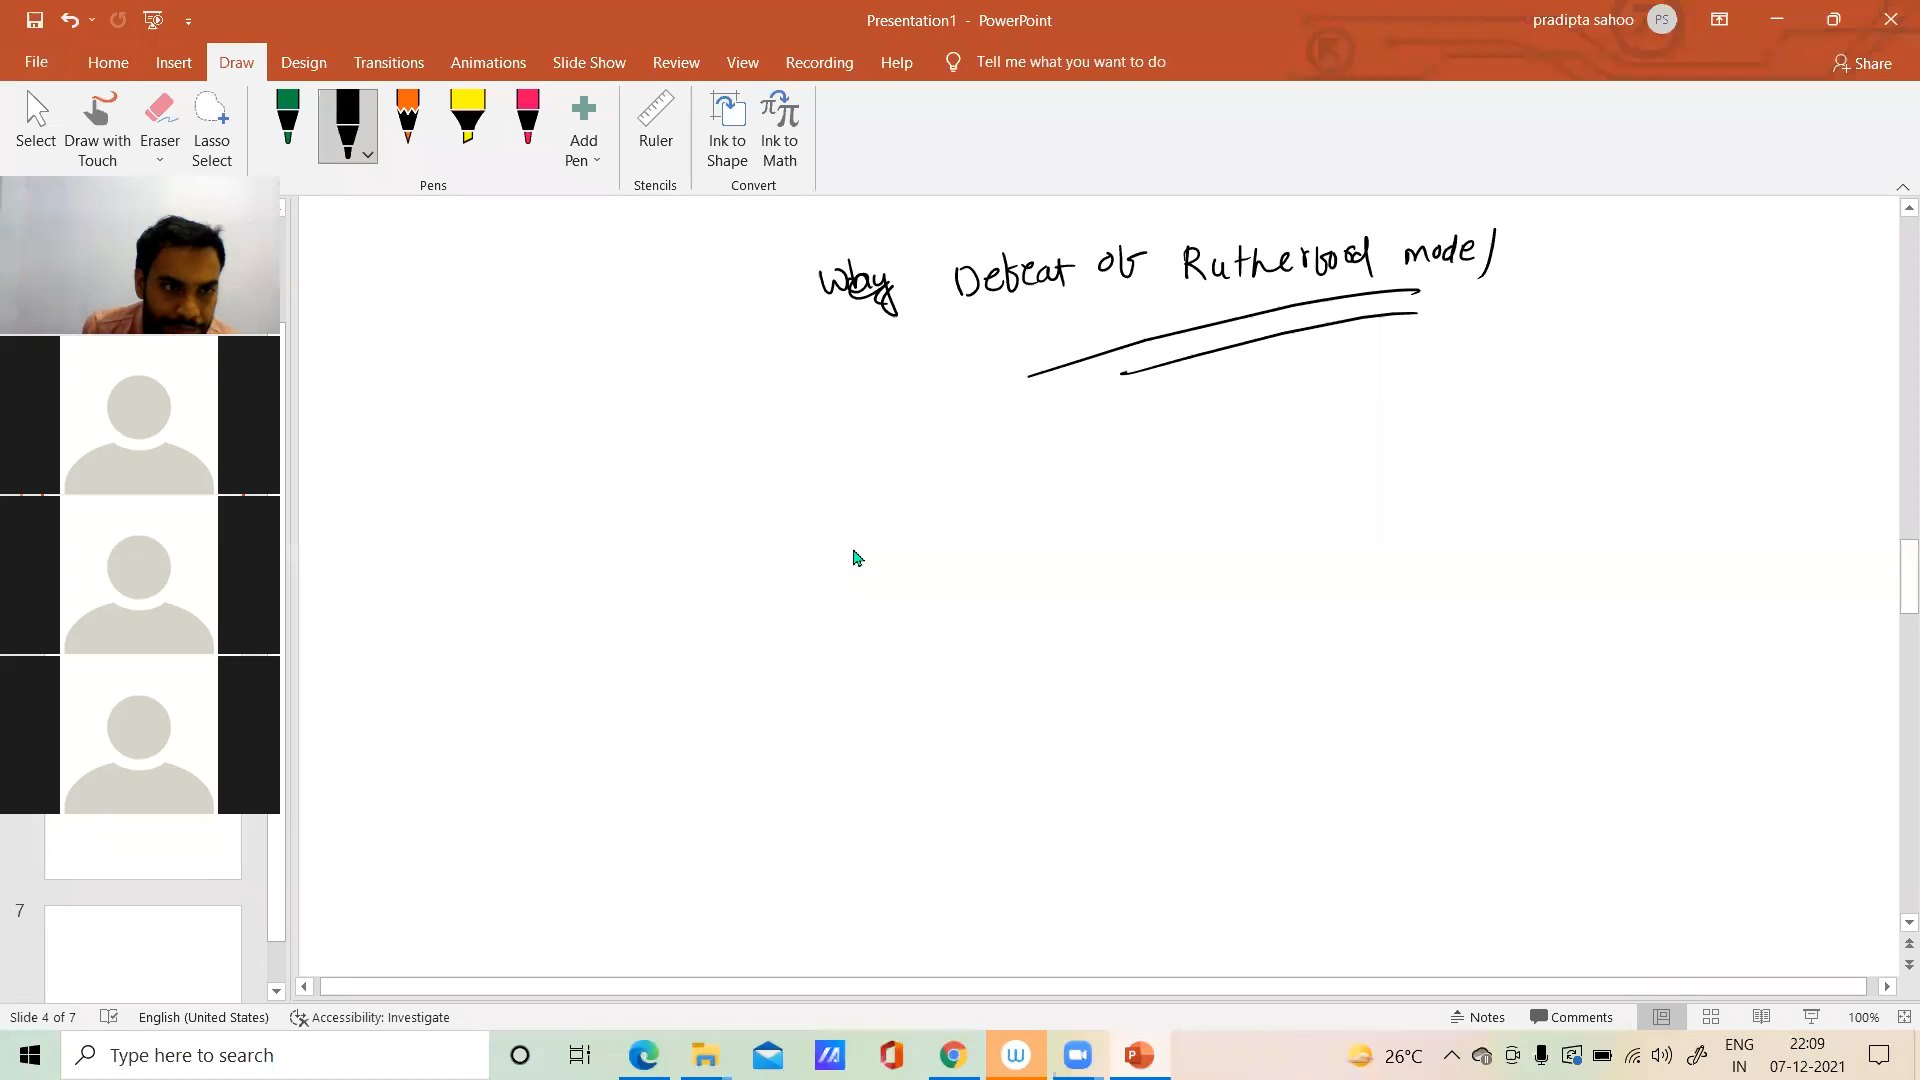 Presentation1 - PowerPoint
pradipta sahoo PS
File Home Insert Draw Design Transitions Animations Slide Show Review View Recording Help Tell me what you want to do Share
Select
Draw with Touch
Eraser
Lasso Select
Add Pen
Ruler
Ink to Shape
Ink to Math
Pens Stencils Convert
Defeat of Rutherford model
7
Slide 4 of 7 English (United States) Accessibility: Investigate Notes Comments 100%
Type here to search
26°C
ENG
IN
22:09
07-12-2021